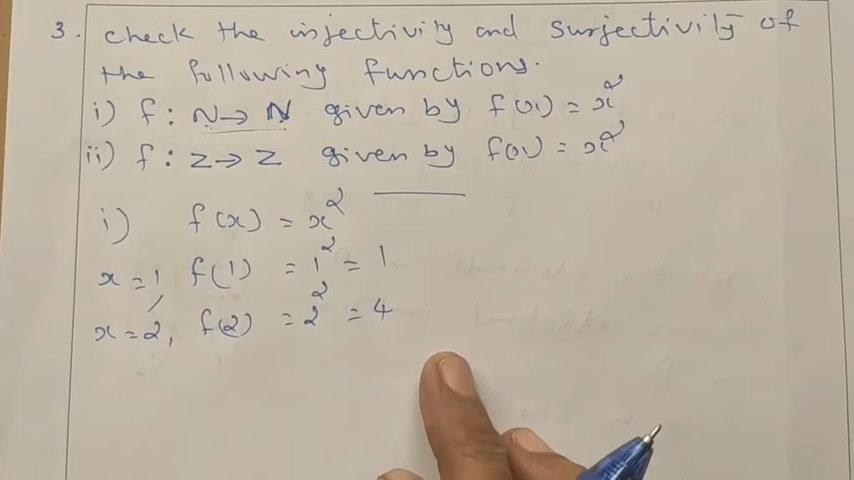 3. check the injectivity and surjectivity of
the following functions.
i) f : N → N given by f(x) = x²
ii) f : Z → Z given by f(x) = x²
i) f(x) = x²
x = 1, f(1) = 1² = 1
x = 2, f(2) = 2² = 4